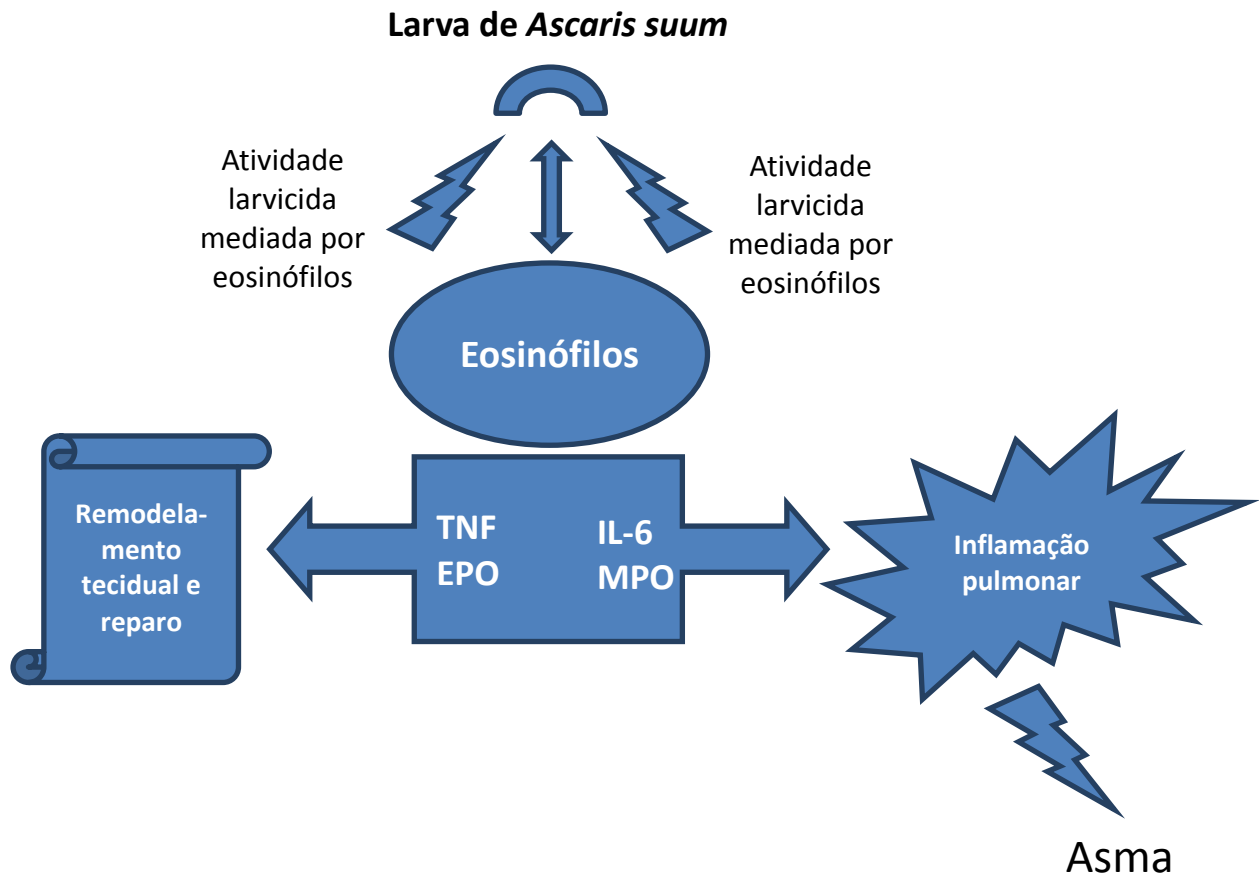 Larva de Ascaris suum
Atividade
larvicida
mediada por
eosinófilos
Atividade
larvicida
mediada por
eosinófilos
Eosinófilos
Remodela-
mento
tecidual e
reparo
TNF
EPO
IL-6
MPO
Inflamação
pulmonar
Asma